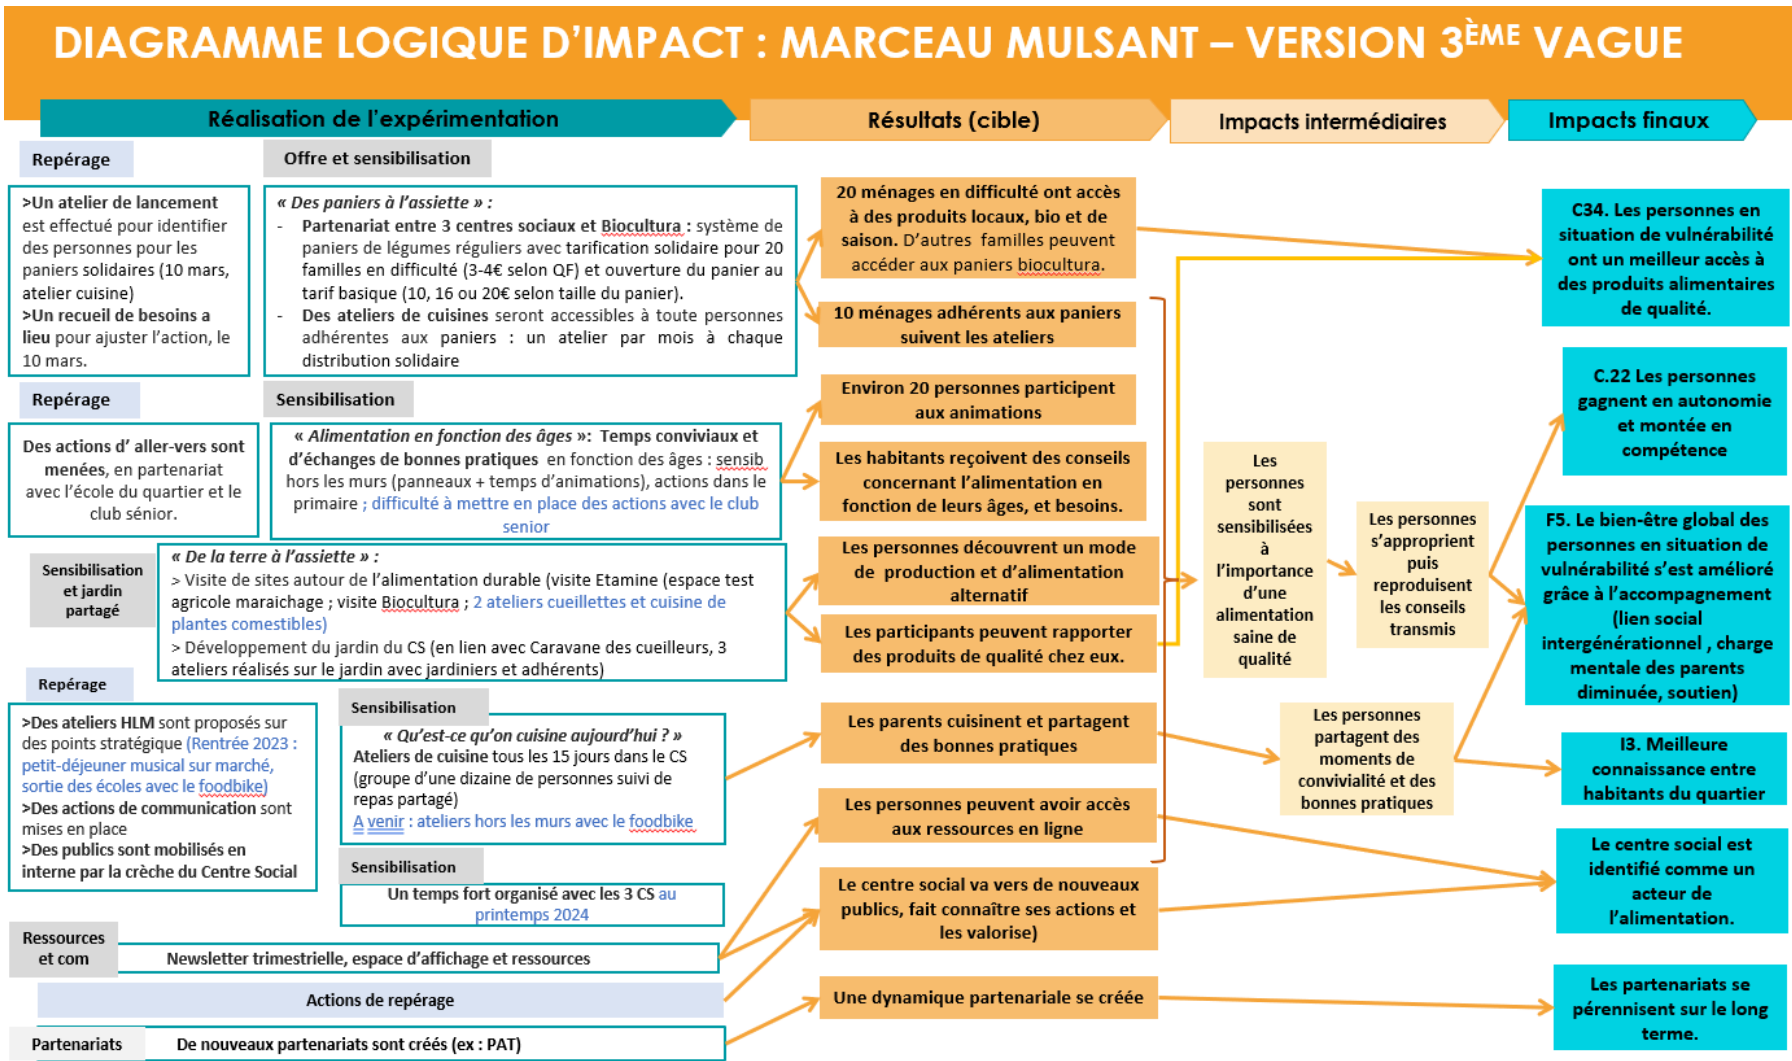 DIAGRAMME LOGIQUE D'IMPACT : MARCEAU MULSANT – VERSION 3ÈME VAGUE
Réalisation de l'expérimentation
Résultats (cible)
Impacts intermédiaires
Impacts finaux
Repérage
>Un atelier de lancement
est effectué pour identifier
des personnes pour les
paniers solidaires (10 mars,
atelier cuisine)
>Un recueil de besoins a
lieu pour ajuster l'action, le
10 mars.
Offre et sensibilisation
« Des paniers à l'assiette » :
- Partenariat entre 3 centres sociaux et Biocultura : système de
paniers de légumes réguliers avec tarification solidaire pour 20
familles en difficulté (3-4€ selon QF) et ouverture du panier au
tarif basique (10, 16 ou 20€ selon taille du panier).
- Des ateliers de cuisines seront accessibles à toute personnes
adhérentes aux paniers : un atelier par mois à chaque
distribution solidaire
Repérage
Des actions d' aller-vers sont
menées, en partenariat
avec l'école du quartier et le
club sénior.
Sensibilisation
« Alimentation en fonction des âges »: Temps conviviaux et
d'échanges de bonnes pratiques en fonction des âges : sensib
hors les murs (panneaux + temps d'animations), actions dans le
primaire ; difficulté à mettre en place des actions avec le club
senior
Sensibilisation
et jardin
partagé
« De la terre à l'assiette » :
> Visite de sites autour de l'alimentation durable (visite Etamine (espace test
agricole maraichage ; visite Biocultura ; 2 ateliers cueillettes et cuisine de
plantes comestibles)
> Développement du jardin du CS (en lien avec Caravane des cueilleurs, 3
ateliers réalisés sur le jardin avec jardiniers et adhérents)
Repérage
>Des ateliers HLM sont proposés sur
des points stratégique (Rentrée 2023 :
petit-déjeuner musical sur marché,
sortie des écoles avec le foodbike)
>Des actions de communication sont
mises en place
>Des publics sont mobilisés en
interne par la crèche du Centre Social
Sensibilisation
« Qu'est-ce qu'on cuisine aujourd'hui ? »
Ateliers de cuisine tous les 15 jours dans le CS
(groupe d'une dizaine de personnes suivi de
repas partagé)
A venir : ateliers hors les murs avec le foodbike
Sensibilisation
Un temps fort organisé avec les 3 CS au
printemps 2024
Ressources
et com
Newsletter trimestrielle, espace d'affichage et ressources
Actions de repérage
Partenariats
De nouveaux partenariats sont créés (ex : PAT)
20 ménages en difficulté ont accès
à des produits locaux, bio et de
saison. D'autres familles peuvent
accéder aux paniers biocultura.
10 ménages adhérents aux paniers
suivent les ateliers
Environ 20 personnes participent
aux animations
Les habitants reçoivent des conseils
concernant l'alimentation en
fonction de leurs âges, et besoins.
Les personnes découvrent un mode
de production et d'alimentation
alternatif
Les participants peuvent rapporter
des produits de qualité chez eux.
Les parents cuisinent et partagent
des bonnes pratiques
Les personnes peuvent avoir accès
aux ressources en ligne
Le centre social va vers de nouveaux
publics, fait connaître ses actions et
les valorise)
Une dynamique partenariale se créée
Les
personnes
sont
sensibilisées
à
l'importance
d'une
alimentation
saine de
qualité
Les personnes
s'approprient
puis
reproduisent
les conseils
transmis
Les personnes
partagent des
moments de
convivialité et des
bonnes pratiques
C34. Les personnes en
situation de vulnérabilité
ont un meilleur accès à
des produits alimentaires
de qualité.
C.22 Les personnes
gagnent en autonomie
et montée en
compétence
F5. Le bien-être global des
personnes en situation de
vulnérabilité s'est amélioré
grâce à l'accompagnement
(lien social
intergénérationnel , charge
mentale des parents
diminuée, soutien)
I3. Meilleure
connaissance entre
habitants du quartier
Le centre social est
identifié comme un
acteur de
l'alimentation.
Les partenariats se
pérennisent sur le long
terme.